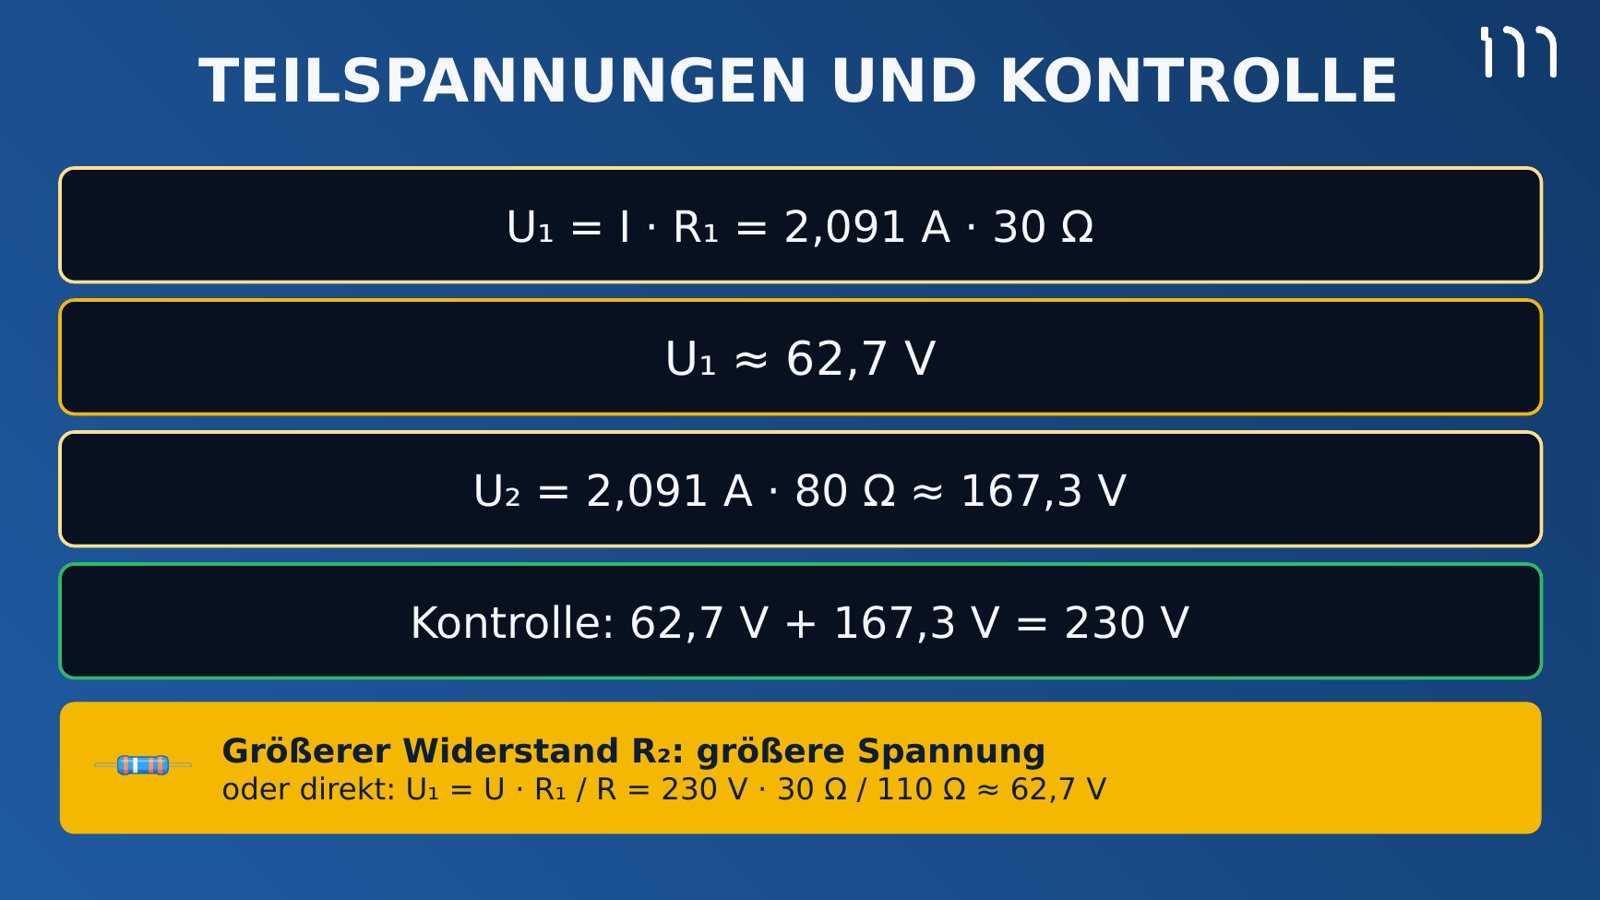 TEILSPANNUNGEN UND KONTROLLE
U₁ = I · R₁ = 2,091 A · 30 Ω
U₁ ≈ 62,7 V
U₂ = 2,091 A · 80 Ω ≈ 167,3 V
Kontrolle: 62,7 V + 167,3 V = 230 V
Größerer Widerstand R₂: größere Spannung
oder direkt: U₁ = U · R₁ / R = 230 V · 30 Ω / 110 Ω ≈ 62,7 V